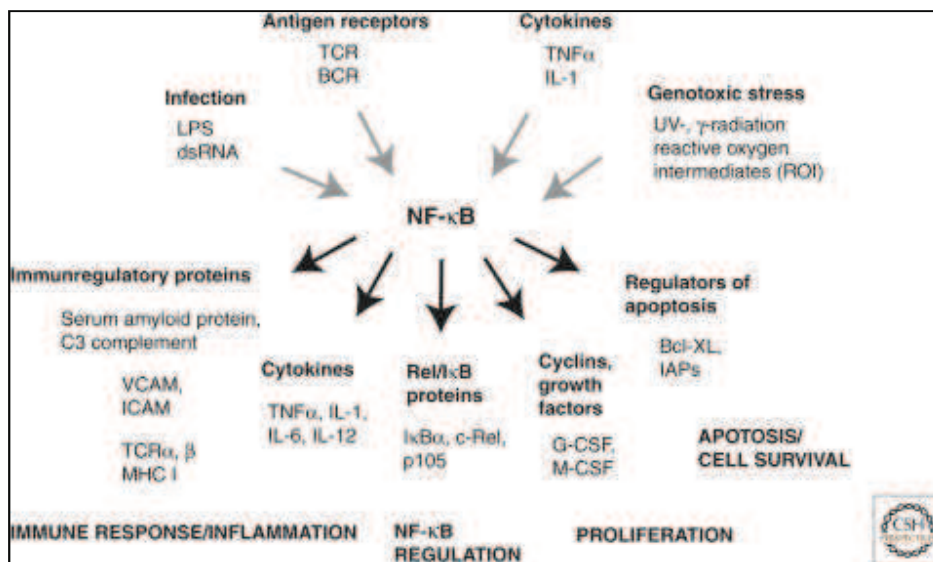 Antigen receptors
TCR
BCR
Cytokines
TNFα
IL-1
Infection
LPS
dsRNA
Genotoxic stress
UV-, γ-radiation
reactive oxygen
intermediates (ROI)
NF-κB
Immunregulatory proteins
Serum amyloid protein,
C3 complement
VCAM,
ICAM
TCRα, β
MHC I
Cytokines
TNFα, IL-1,
IL-6, IL-12
Rel/IκB
proteins
IκBα, c-Rel,
p105
Cyclins,
growth
factors
G-CSF,
M-CSF
Regulators of
apoptosis
Bcl-XL,
IAPs
APOTOSIS/
CELL SURVIVAL
IMMUNE RESPONSE/INFLAMMATION
NF-κB
REGULATION
PROLIFERATION
CSH